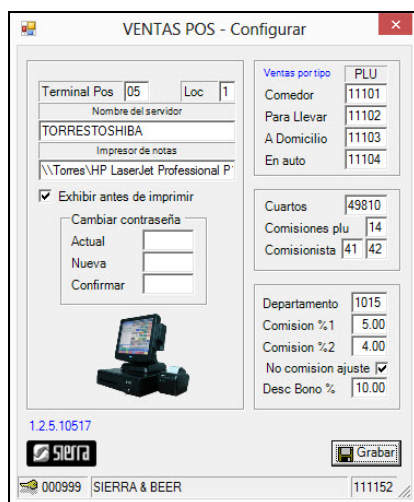 VENTAS POS - Configurar
Terminal Pos 05 Loc 1
Nombre del servidor
TORRESTOSHIBA
Impresor de notas
\\Torres\HP LaserJet Professional P
Exhibir antes de imprimir
Cambiar contraseña
Actual
Nueva
Confirmar
Ventas por tipo PLU
Comedor 11101
Para Llevar 11102
A Domicilio 11103
En auto 11104
Cuartos 49810
Comisiones plu 14
Comisionista 41 42
Departamento 1015
Comision %1 5.00
Comision %2 4.00
No comision ajuste
Desc Bono % 10.00
1.2.5.10517
sierra
Grabar
000999 SIERRA & BEER 111152